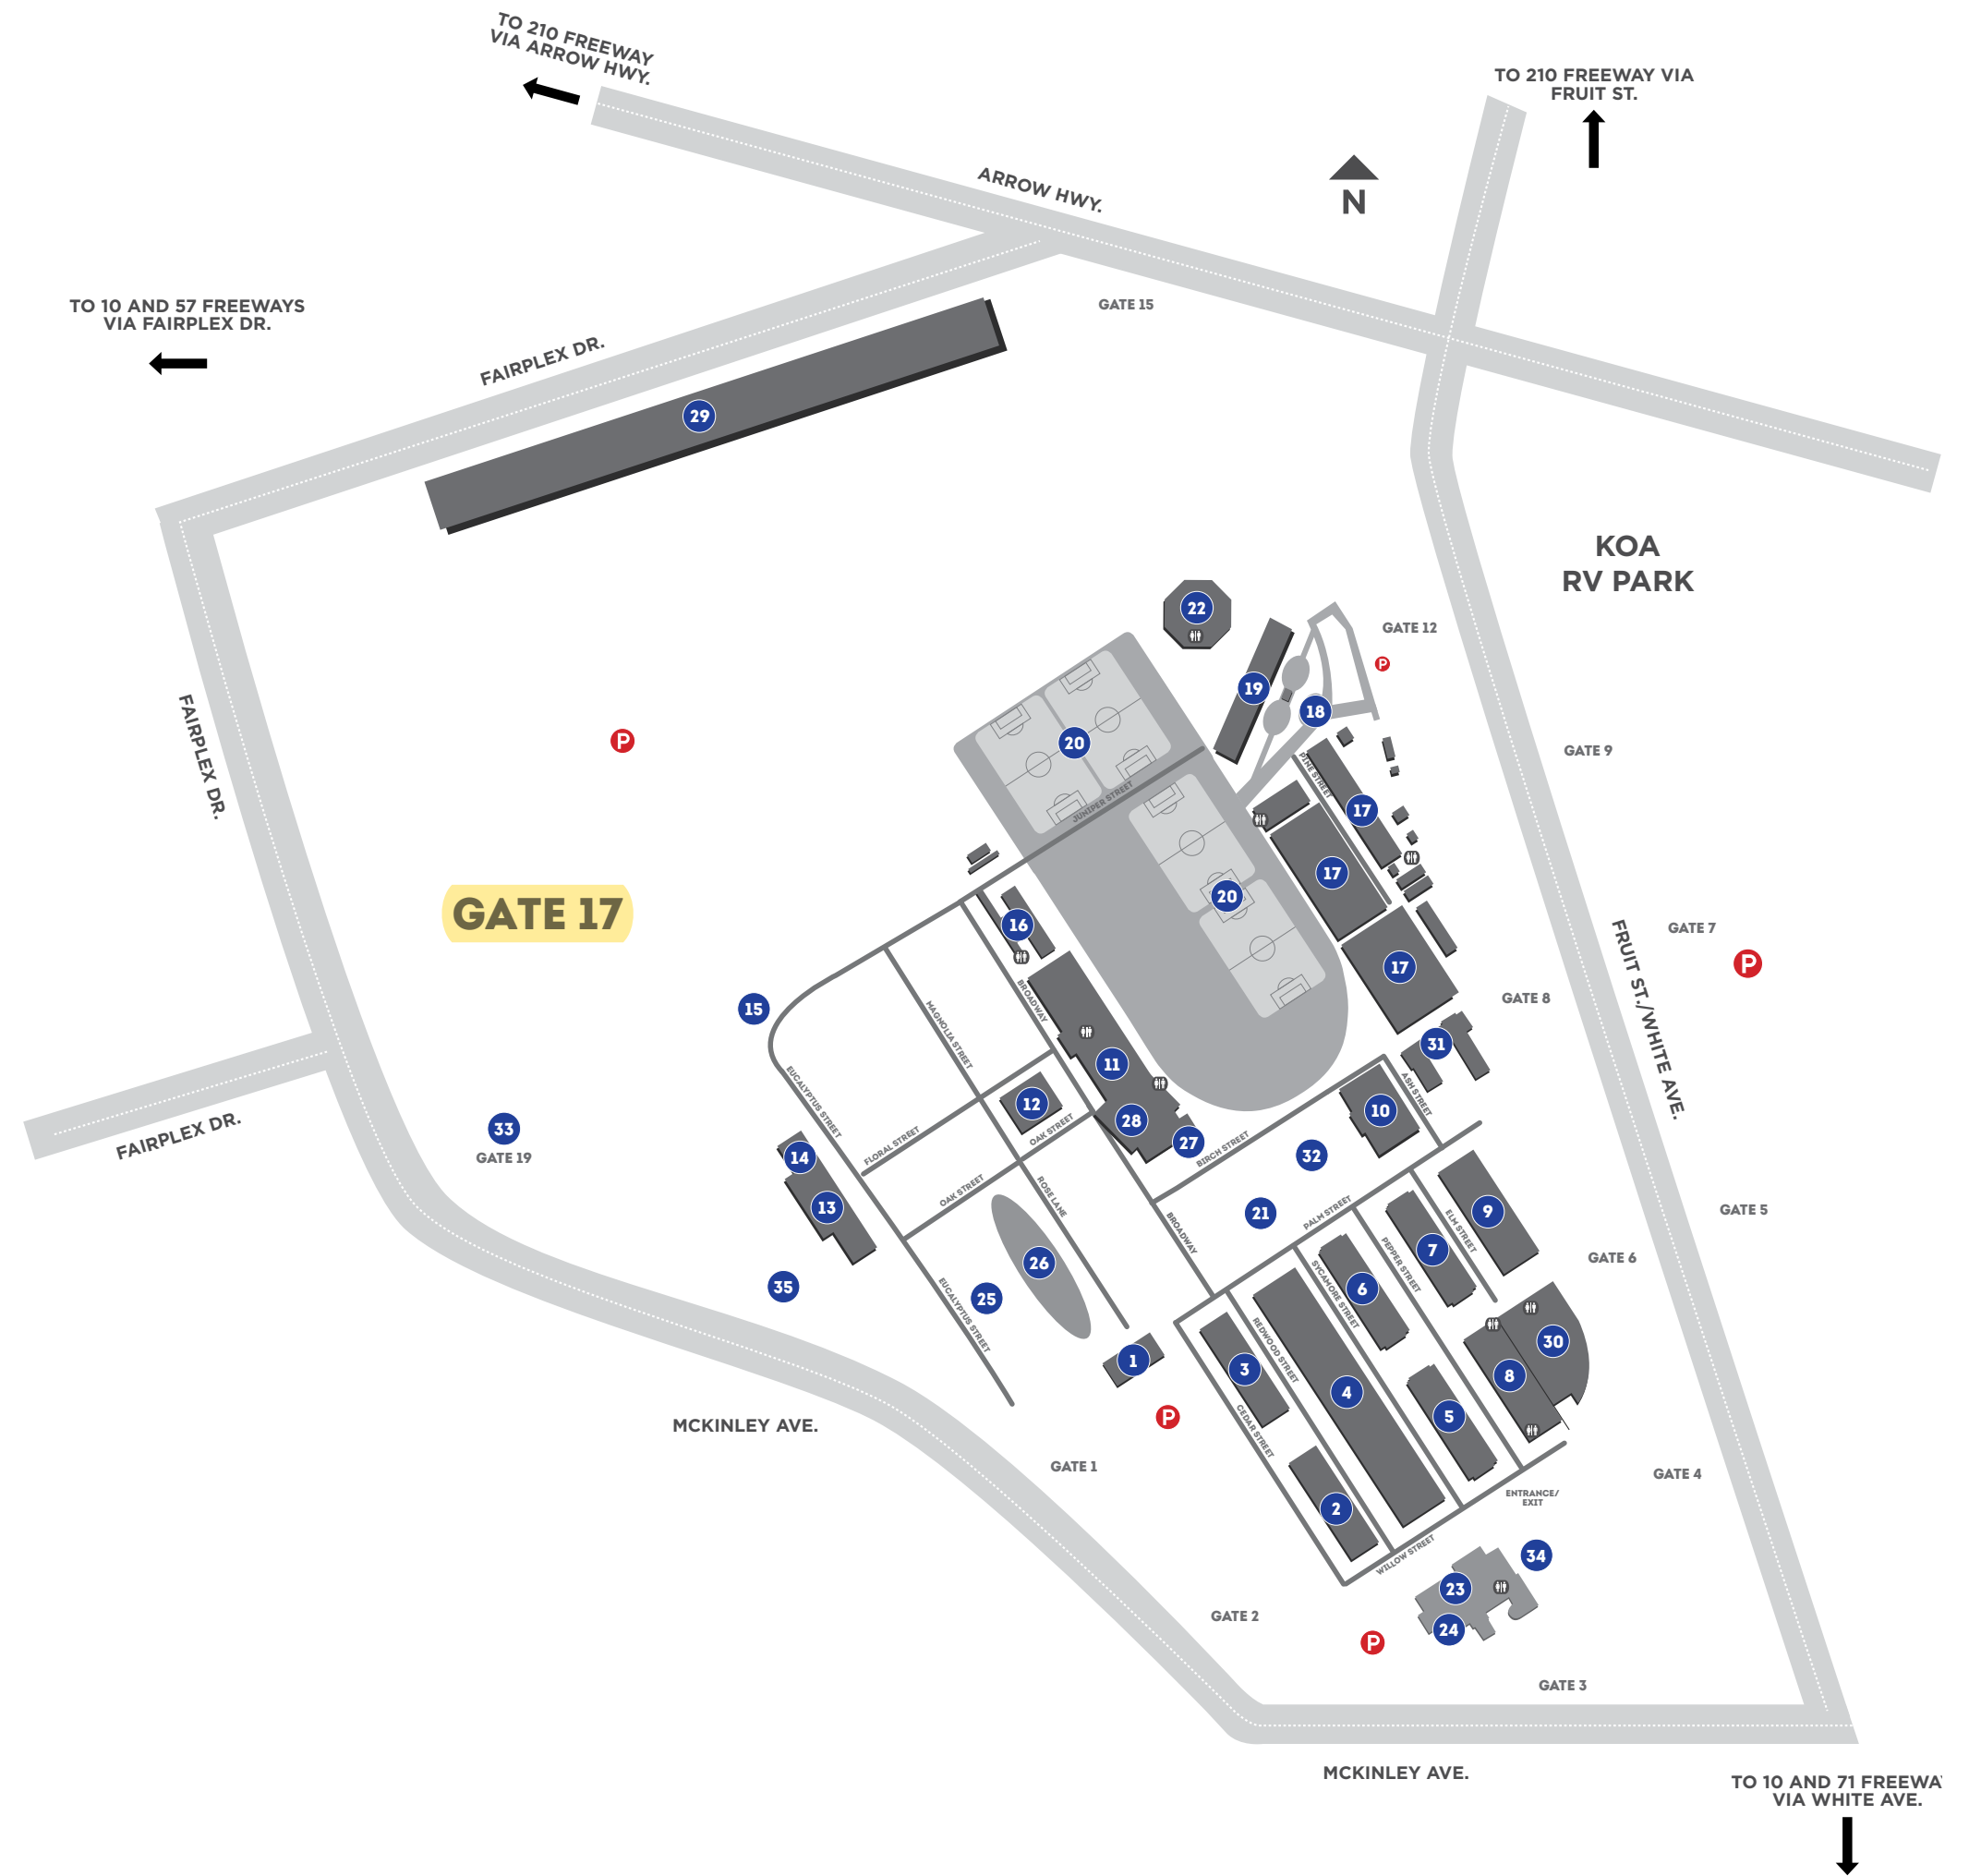 TO 210 FREEWAY
VIA ARROW HWY.
TO 210 FREEWAY VIA
FRUIT ST.
ARROW HWY.
N
TO 10 AND 57 FREEWAYS
VIA FAIRPLEX DR.
GATE 15
FAIRPLEX DR.
29
KOA
RV PARK
22
GATE 12
P
19
18
FAIRPLEX DR.
P
20
GATE 9
PINE STREET
JUNIPER STREET
17
17
20
GATE 17
16
GATE 7
P
17
FRUIT ST./WHITE AVE.
GATE 8
15
BROADWAY
MAGNOLIA STREET
31
11
EUCALYPTUS STREET
ASH STREET
12
10
28
33
FAIRPLEX DR.
GATE 19
OAK STREET
27
FLORAL STREET
BIRCH STREET
32
14
13
OAK STREET
ROSE LANE
21
PALM STREET
9
GATE 5
BROADWAY
ELM STREET
7
GATE 6
26
PEPPER STREET
35
25
6
SYCAMORE STREET
EUCALYPTUS STREET
REDWOOD STREET
30
1
3
8
4
P
5
MCKINLEY AVE.
CEDAR STREET
GATE 1
GATE 4
ENTRANCE/
EXIT
2
WILLOW STREET
34
23
GATE 2
24
P
GATE 3
MCKINLEY AVE.
TO 10 AND 71 FREEWA
VIA WHITE AVE.